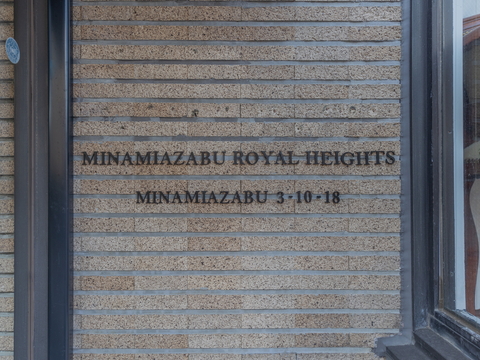 MINAMIAZABU ROYAL HEIGHTS
MINAMIAZABU 3-10-18